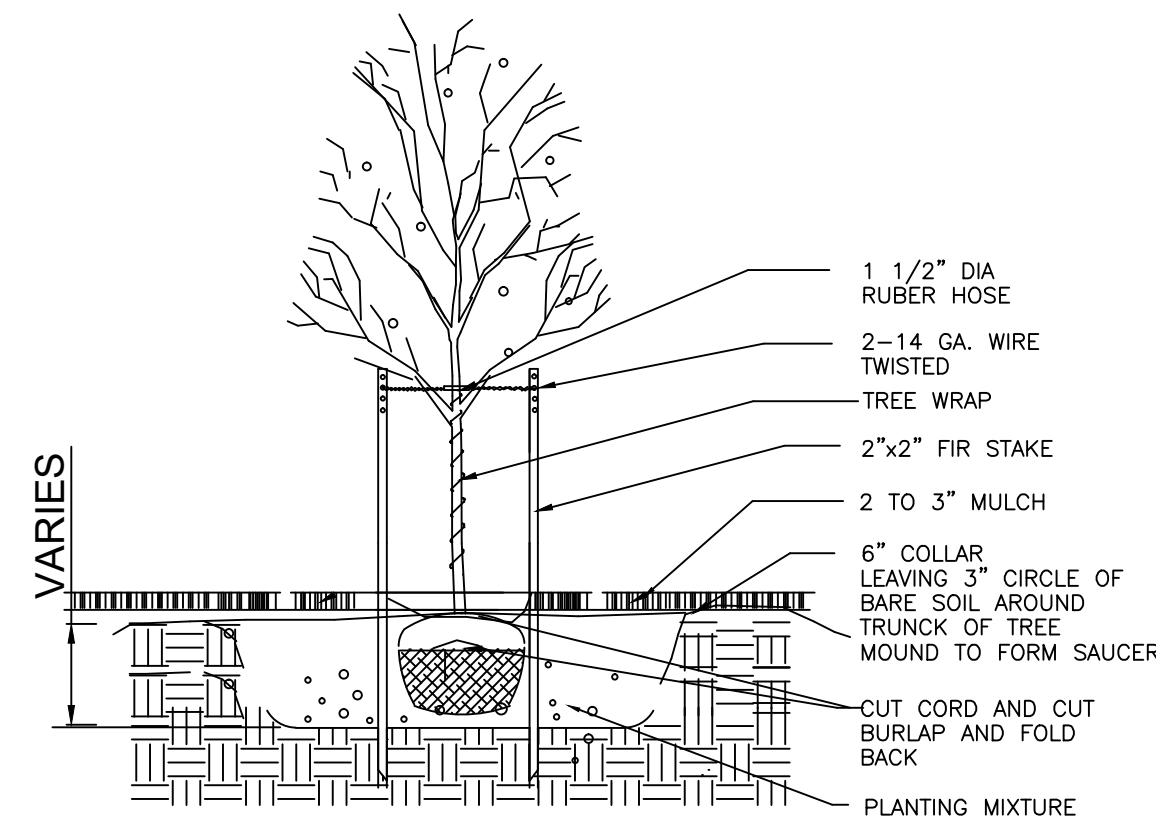 1 1/2” DIA
RUBER HOSE
2-14 GA. WIRE
TWISTED
TREE WRAP
2”x2” FIR STAKE
2 TO 3” MULCH
6” COLLAR
LEAVING 3” CIRCLE OF
BARE SOIL AROUND
TRUNCK OF TREE
MOUND TO FORM SAUCER
CUT CORD AND CUT
BURLAP AND FOLD
BACK
PLANTING MIXTURE
VARIES